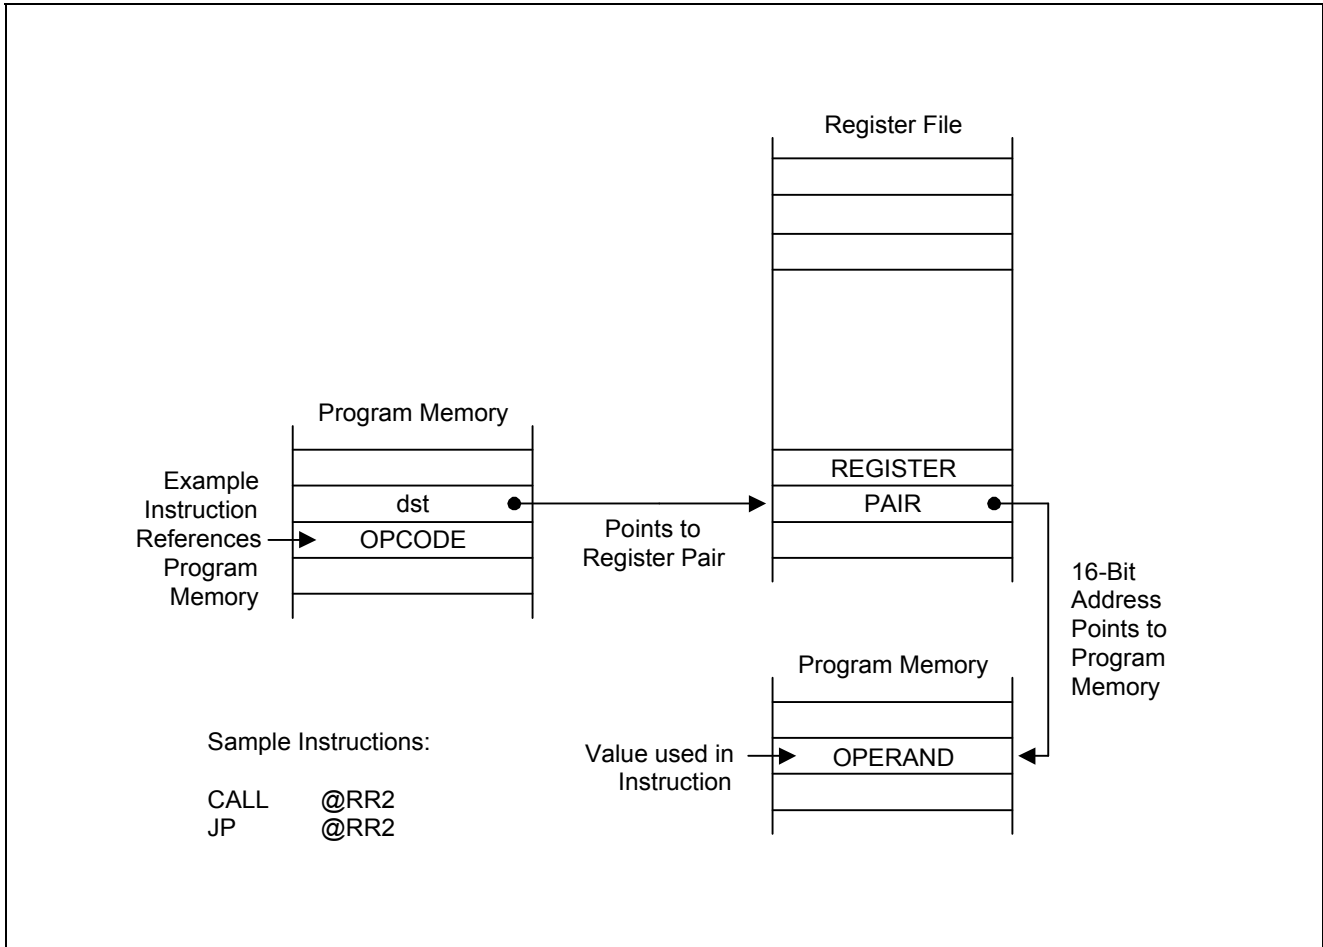 Register File
Program Memory
REGISTER
Example
Instruction
References
Program
Memory
dst
PAIR
OPCODE
Points to
Register Pair
16-Bit
Address
Points to
Program
Memory
Program Memory
Sample Instructions:
Value used in
Instruction
OPERAND
CALL @RR2
JP @RR2